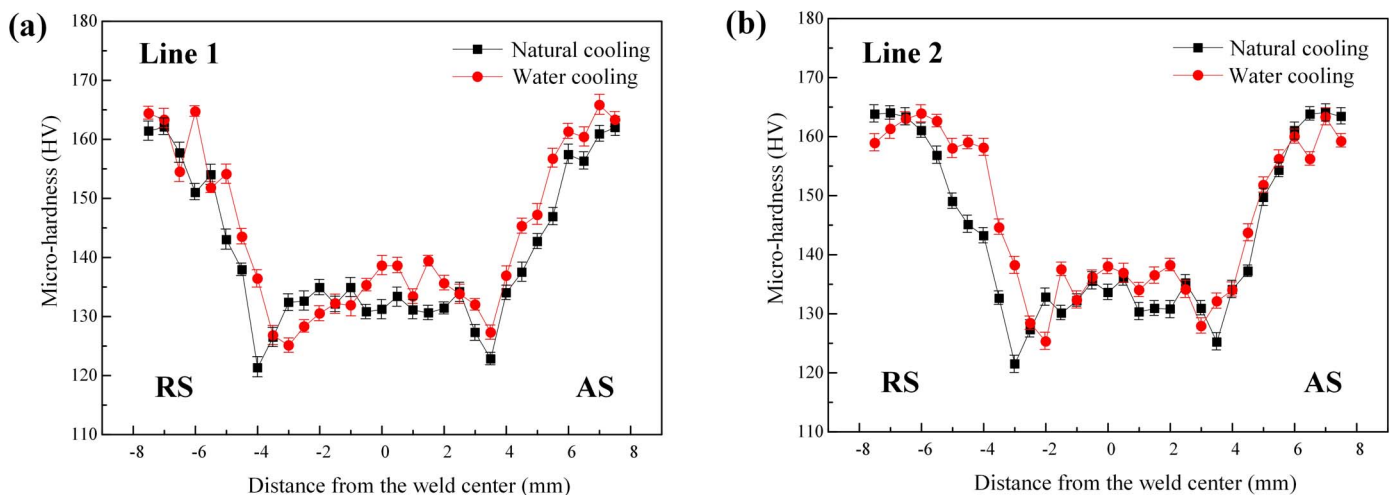 (a)
Line 1
Natural cooling
Water cooling
RS
AS
Micro-hardness (HV)
180
170
160
150
140
130
120
110
-8
-6
-4
-2
0
2
4
6
8
Distance from the weld center (mm)
(b)
Line 2
Natural cooling
Water cooling
RS
AS
Micro-hardness (HV)
180
170
160
150
140
130
120
110
-8
-6
-4
-2
0
2
4
6
8
Distance from the weld center (mm)